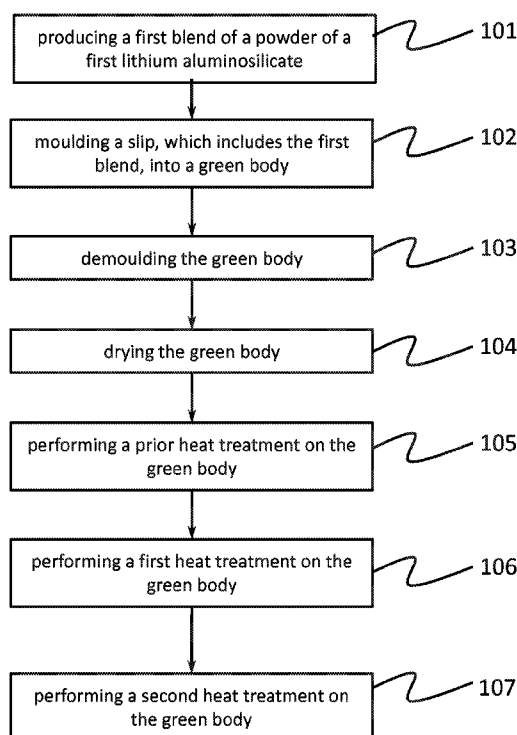 producing a first blend of a powder of a
first lithium aluminosilicate
101
moulding a slip, which includes the first
blend, into a green body
102
demoulding the green body
103
drying the green body
104
performing a prior heat treatment on the
green body
105
performing a first heat treatment on the
green body
106
performing a second heat treatment on
the green body
107